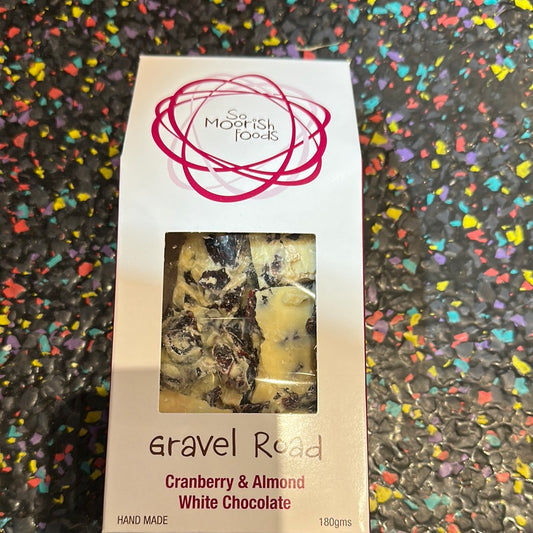 So
Moorish
Foods
Gravel Road
Cranberry & Almond
White Chocolate
HAND MADE 180gms